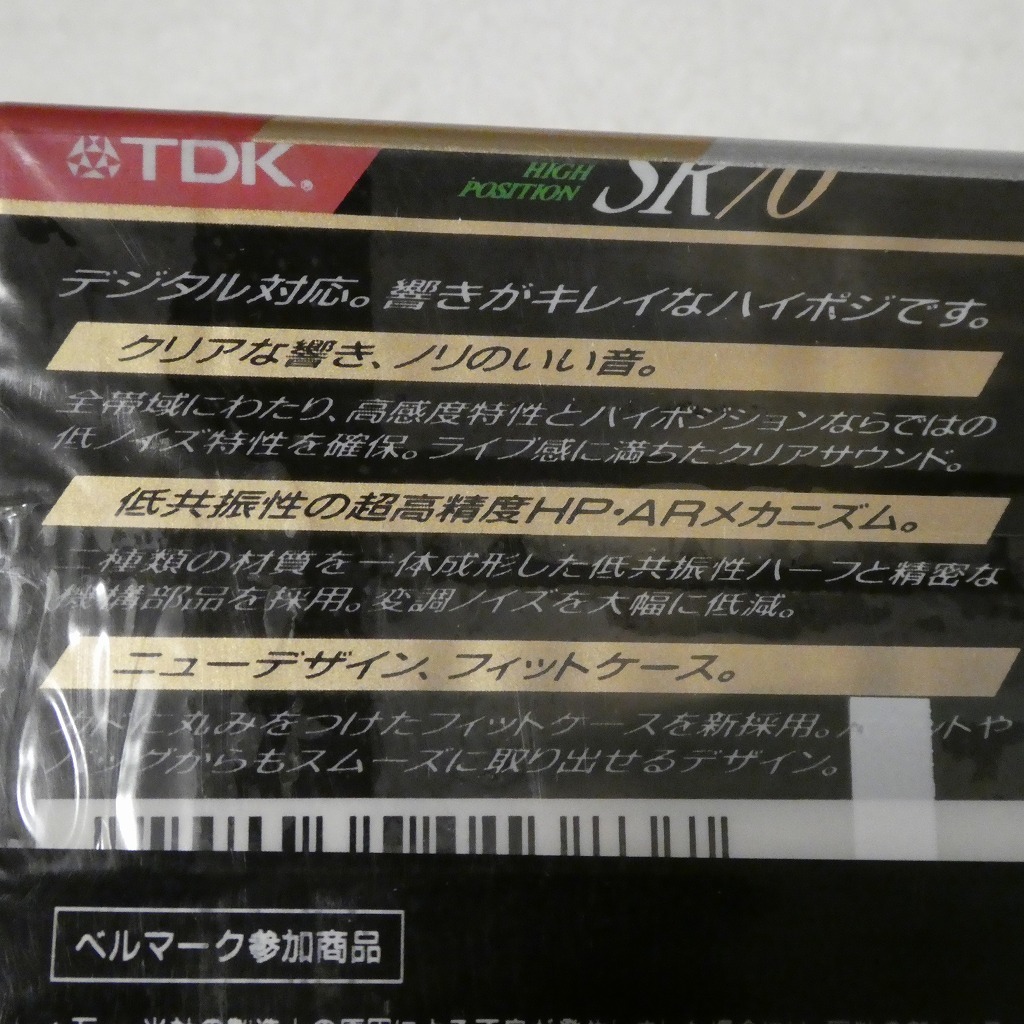 TDK®
HIGH
POSITION
SR70
デジタル対応。響きがキレイなハイポジです。
クリアな響き、ノリのいい音。
全帯域にわたり、高感度特性とハイポジションならではの
低ノイズ特性を確保。ライブ感に満ちたクリアサウンド。
低共振性の超高精度HP・ARメカニズム。
二種類の材質を一体成形した低共振性ハーフと精密な
機構部品を採用。変調ノイズを大幅に低減。
ニューデザイン、フィットケース。
丸みをつけたフィットケースを新採用。
からもスムーズに取り出せるデザイン。
ベルマーク参加商品